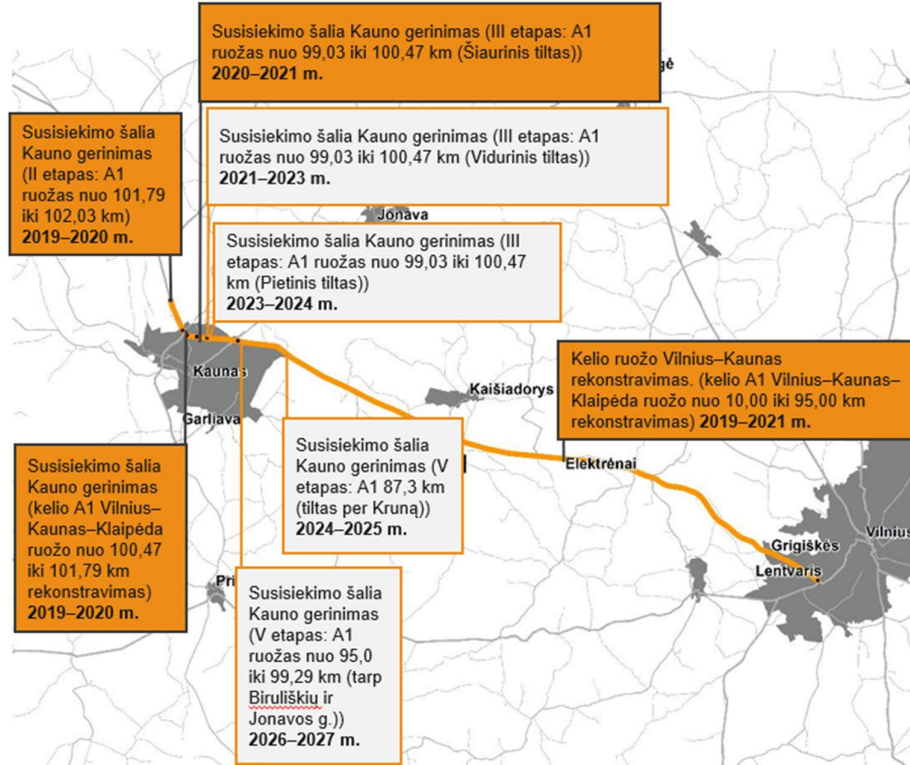 Susisiekimo šalia Kauno gerinimas (III etapas: A1
ruožas nuo 99,03 iki 100,47 km (Šiaurinis tiltas))
2020–2021 m.
Susisiekimo šalia
Kauno gerinimas
(II etapas: A1
ruožas nuo 101,79
iki 102,03 km)
2019–2020 m.
Susisiekimo šalia Kauno gerinimas (III etapas: A1
ruožas nuo 99,03 iki 100,47 km (Vidurinis tiltas))
2021–2023 m.
Jonava
Susisiekimo šalia Kauno gerinimas (III
etapas: A1 ruožas nuo 99,03 iki 100,47
km (Pietinis tiltas))
2023–2024 m.
Kaunas
Garliava
Kaišiadorys
Kelio ruožo Vilnius–Kaunas
rekonstravimas. (kelio A1 Vilnius–Kaunas–
Klaipėda ruožo nuo 10,00 iki 95,00 km
rekonstravimas) 2019–2021 m.
Susisiekimo šalia
Kauno gerinimas
(kelio A1 Vilnius–
Kaunas–Klaipėda
ruožo nuo 100,47
iki 101,79 km
rekonstravimas)
2019–2020 m.
Susisiekimo šalia
Kauno gerinimas (V
etapas: A1 87,3 km
(tiltas per Kruną))
2024–2025 m.
Elektrėnai
Vilnius
Grigiškės
Lentvaris
Pri
Susisiekimo šalia
Kauno gerinimas
(V etapas: A1
ruožas nuo 95,0
iki 99,29 km (tarp
Biruliškių ir
Jonavos g.))
2026–2027 m.